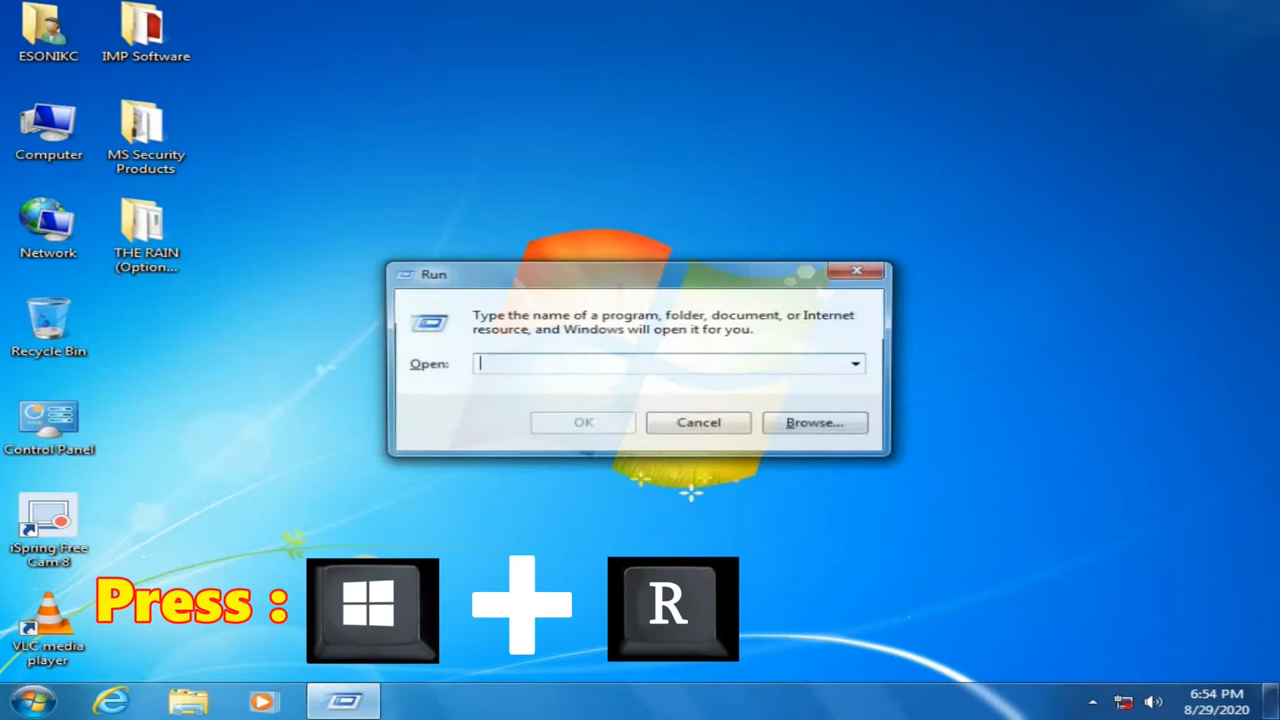 ESONIKC
IMP Software
Computer
MS Security
Products
Network
THE RAIN
(Option...
Recycle Bin
Control Panel
iSpring Free
Cam 8
VLC media
player
Run
Type the name of a program, folder, document, or Internet
resource, and Windows will open it for you.
Open:
OK
Cancel
Browse...
Press :
R
6:54 PM
8/29/2020